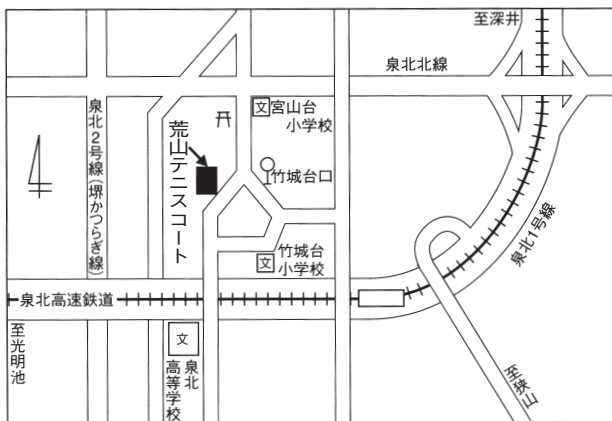 至深井
泉北北線
泉北2号線(堺かつらぎ線)
文
宮山台
小学校
荒山テニスコート
竹城台口
文
竹城台
小学校
泉北1号線
泉北高速鉄道
至光明池
文
泉北
高等学校
至狭山